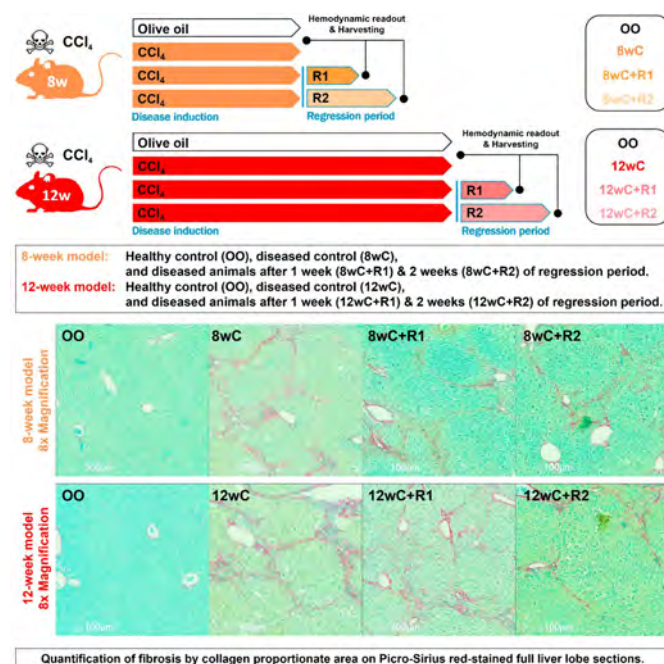 Olive oil
Hemodynamic readout
& Harvesting
CCl₄
8w
CCl₄
CCl₄ R1
CCl₄ R2
Disease induction Regression period
OO
8wC
8wC+R1
8wC+R2
Olive oil
Hemodynamic readout
& Harvesting
CCl₄
12w
CCl₄
CCl₄ R1
CCl₄ R2
Disease induction Regression period
OO
12wC
12wC+R1
12wC+R2
8-week model: Healthy control (OO), diseased control (8wC),
and diseased animals after 1 week (8wC+R1) & 2 weeks (8wC+R2) of regression period.
12-week model: Healthy control (OO), diseased control (12wC),
and diseased animals after 1 week (12wC+R1) & 2 weeks (12wC+R2) of regression period.
8-week model
8x Magnification
OO 8wC 8wC+R1 8wC+R2
100µm 100µm
12-week model
8x Magnification
OO 12wC 12wC+R1 12wC+R2
100µm 100µm 100µm 100µm
Quantification of fibrosis by collagen proportionate area on Picro-Sirius red-stained full liver lobe sections.